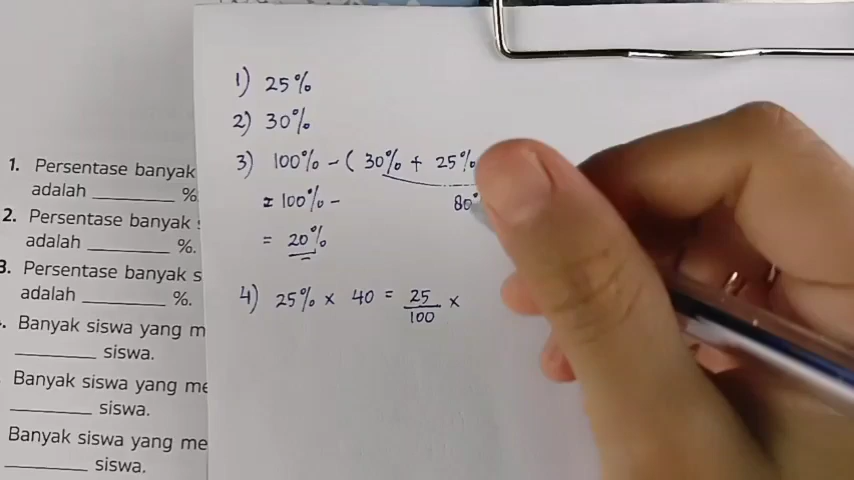 1. Persentase banyak
adalah ________ %
2. Persentase banyak
adalah ________ %.
3. Persentase banyak s
adalah ________ %.
. Banyak siswa yang m
________ siswa.
Banyak siswa yang me
________ siswa.
Banyak siswa yang me
________ siswa.
1) 25%
2) 30%
3) 100% - ( 30% + 25%
= 100% - 80
= 20%
4) 25% x 40 = 25/100 x